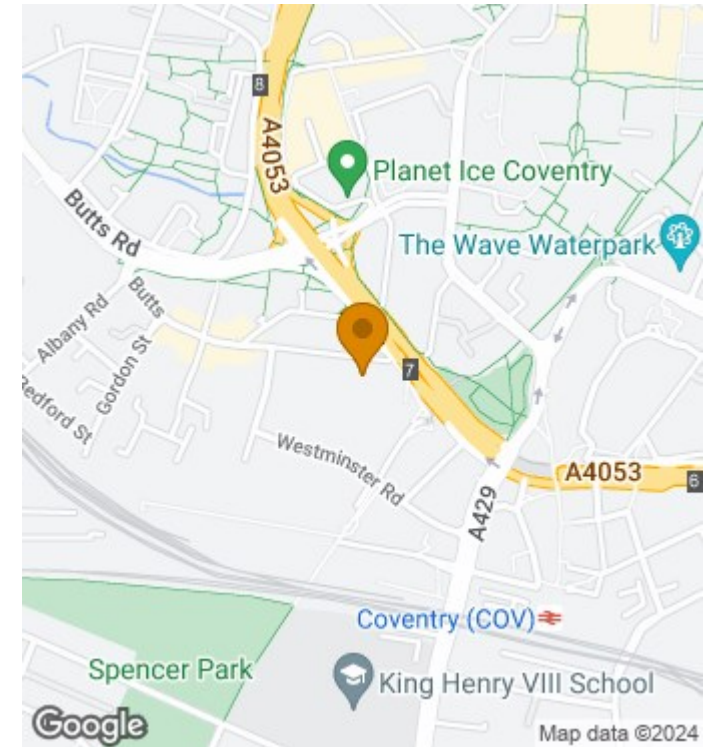 8
A4053
Planet Ice Coventry
Butts Rd
The Wave Waterpark
Butts
Albany Rd
Gordon St
Redford St
7
Westminster Rd
A4053
6
A429
Coventry (COV)
Spencer Park
King Henry VIII School
Google
Map data ©2024